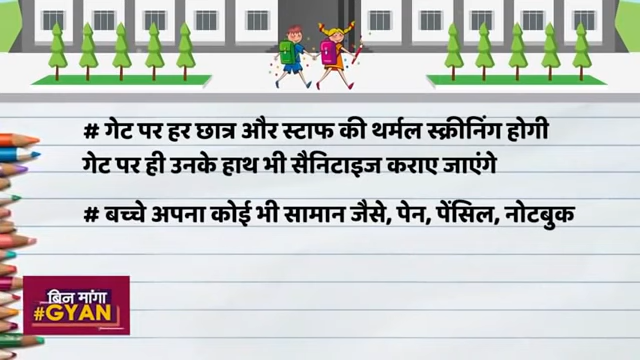 # गेट पर हर छात्र और स्टाफ की थर्मल स्क्रीनिंग होगी
गेट पर ही उनके हाथ भी सैनिटाइज कराए जाएंगे
# बच्चे अपना कोई भी सामान जैसे, पेन, पेंसिल, नोटबुक
बिन मांगा
#GYAN